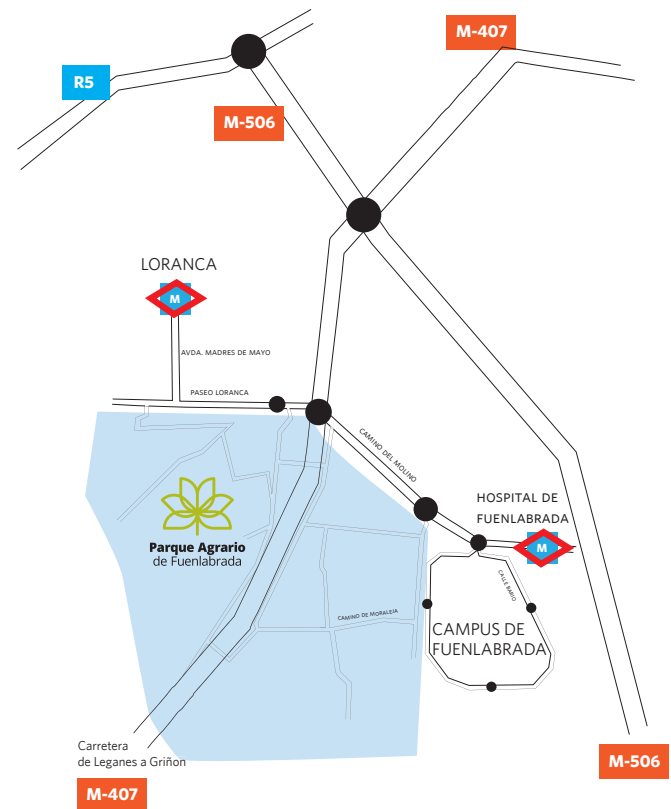 M-407
R5
M-506
LORANCA
M
AVDA. MADRES DE MAYO
PASEO LORANCA
CAMINO DEL MOLINO
HOSPITAL DE
FUENLABRADA
M
Parque Agrario
de Fuenlabrada
CALLE BARIO
CAMINO DE MORALEJA
CAMPUS DE
FUENLABRADA
Carretera
de Leganes a Griñon
M-506
M-407